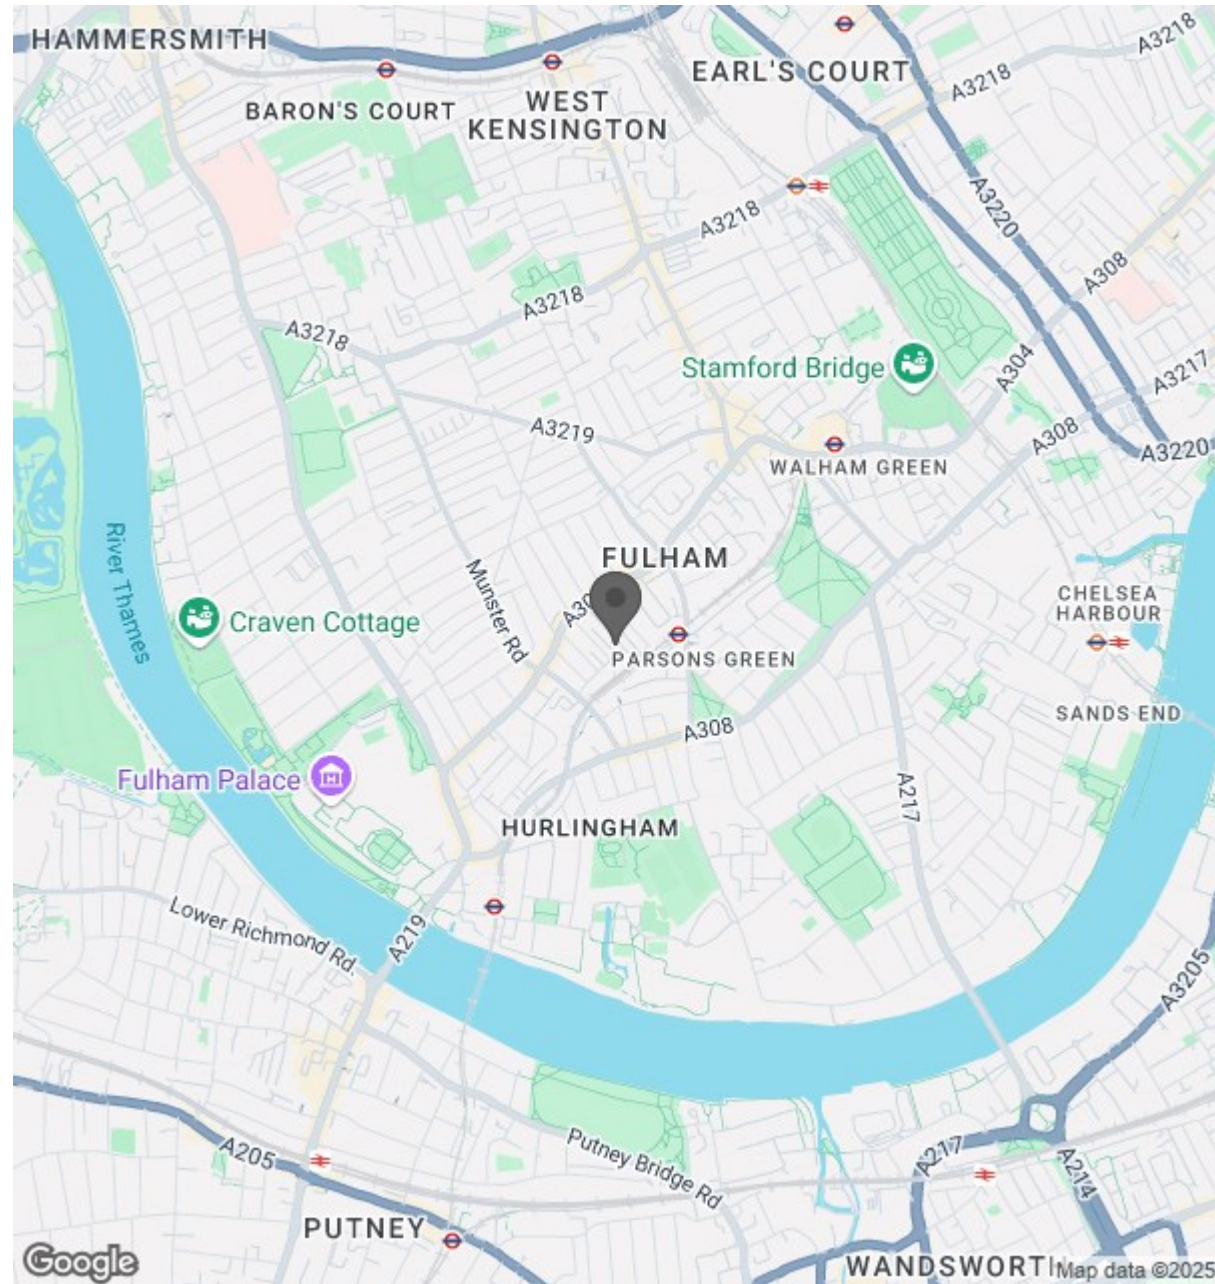 HAMMERSMITH
BARON'S COURT
WEST
KENSINGTON
EARL'S COURT
A3218
A3218
A3218
A3220
A308
A3218
A3218
Stamford Bridge
A304
A3217
A3219
A308
A3220
WALHAM GREEN
River Thames
FULHAM
Munster Rd
A30
CHELSEA
HARBOUR
Craven Cottage
PARSONS GREEN
SANDS END
A308
Fulham Palace
A217
HURLINGHAM
Lower Richmond Rd.
A219
A3205
A205
Putney Bridge Rd
A217
A214
PUTNEY
WANDSWORTH
Google
Map data ©2025